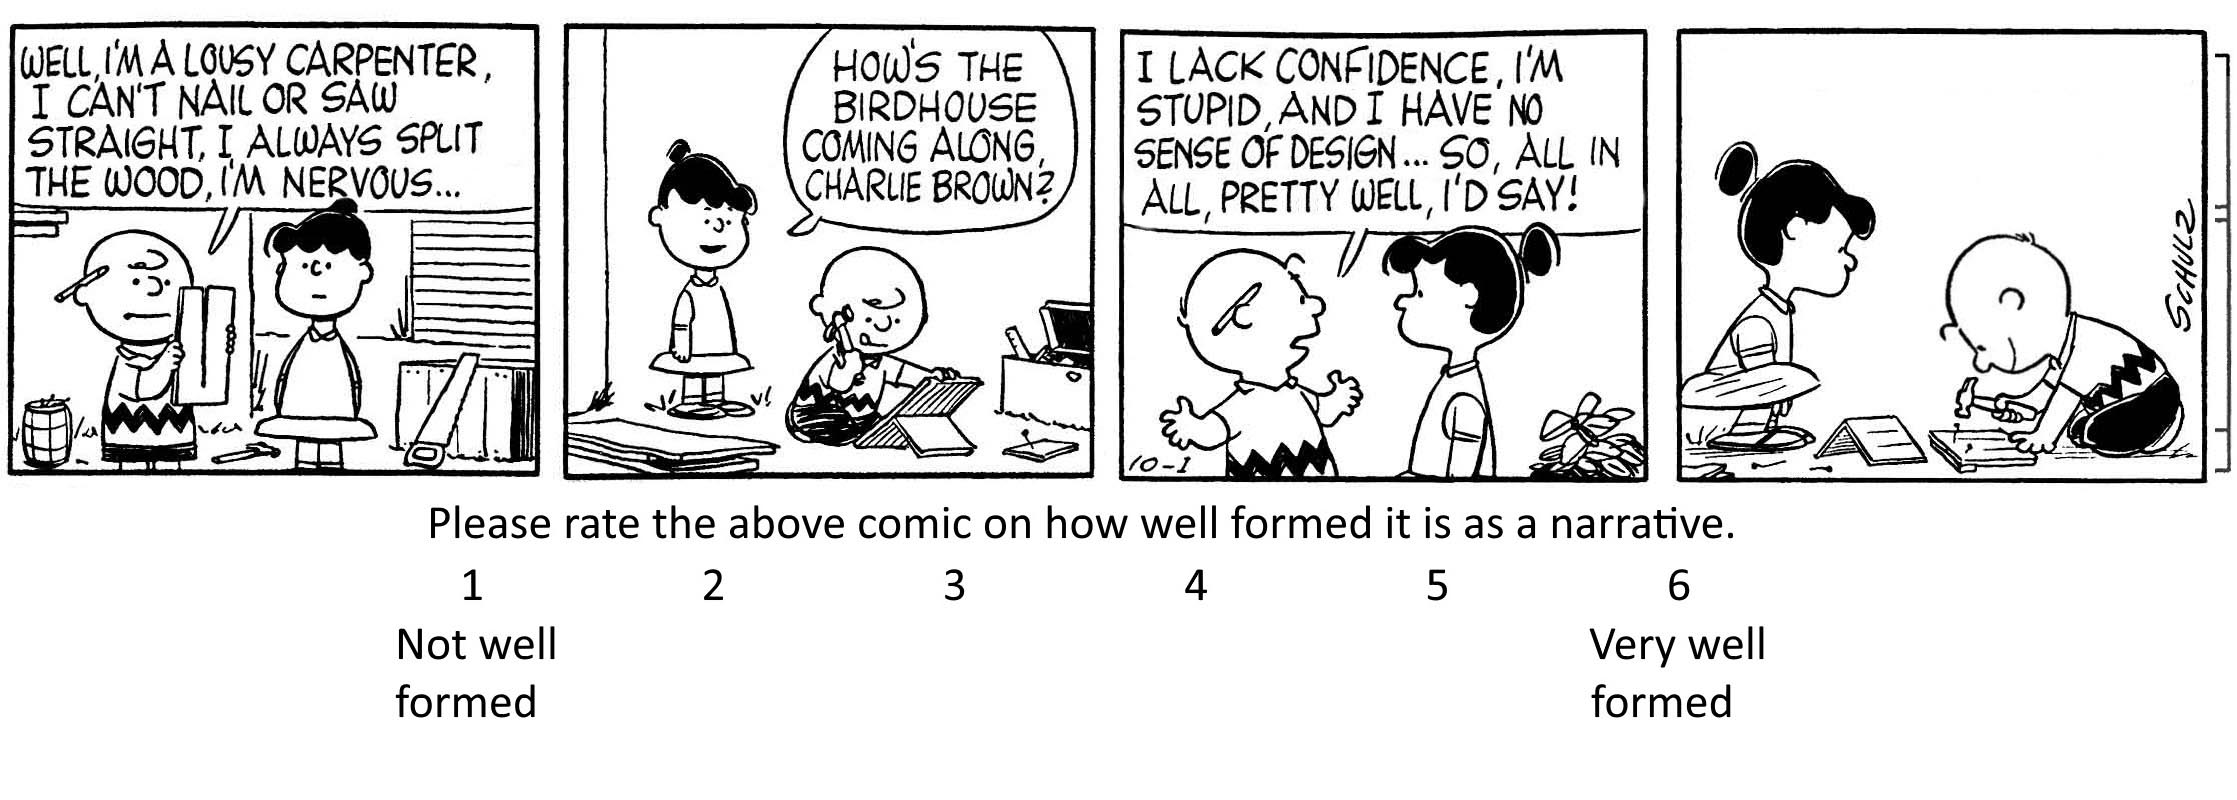 WELL, I'M A LOUSY CARPENTER,
I CAN'T NAIL OR SAW
STRAIGHT, I ALWAYS SPLIT
THE WOOD, I'M NERVOUS...
HOW'S THE
BIRDHOUSE
COMING ALONG,
CHARLIE BROWN?
I LACK CONFIDENCE, I'M
STUPID, AND I HAVE NO
SENSE OF DESIGN... SO, ALL IN
ALL, PRETTY WELL, I'D SAY!
10-1
SCHULZ
Please rate the above comic on how well formed it is as a narrative.
1 2 3 4 5 6
Not well
formed
Very well
formed